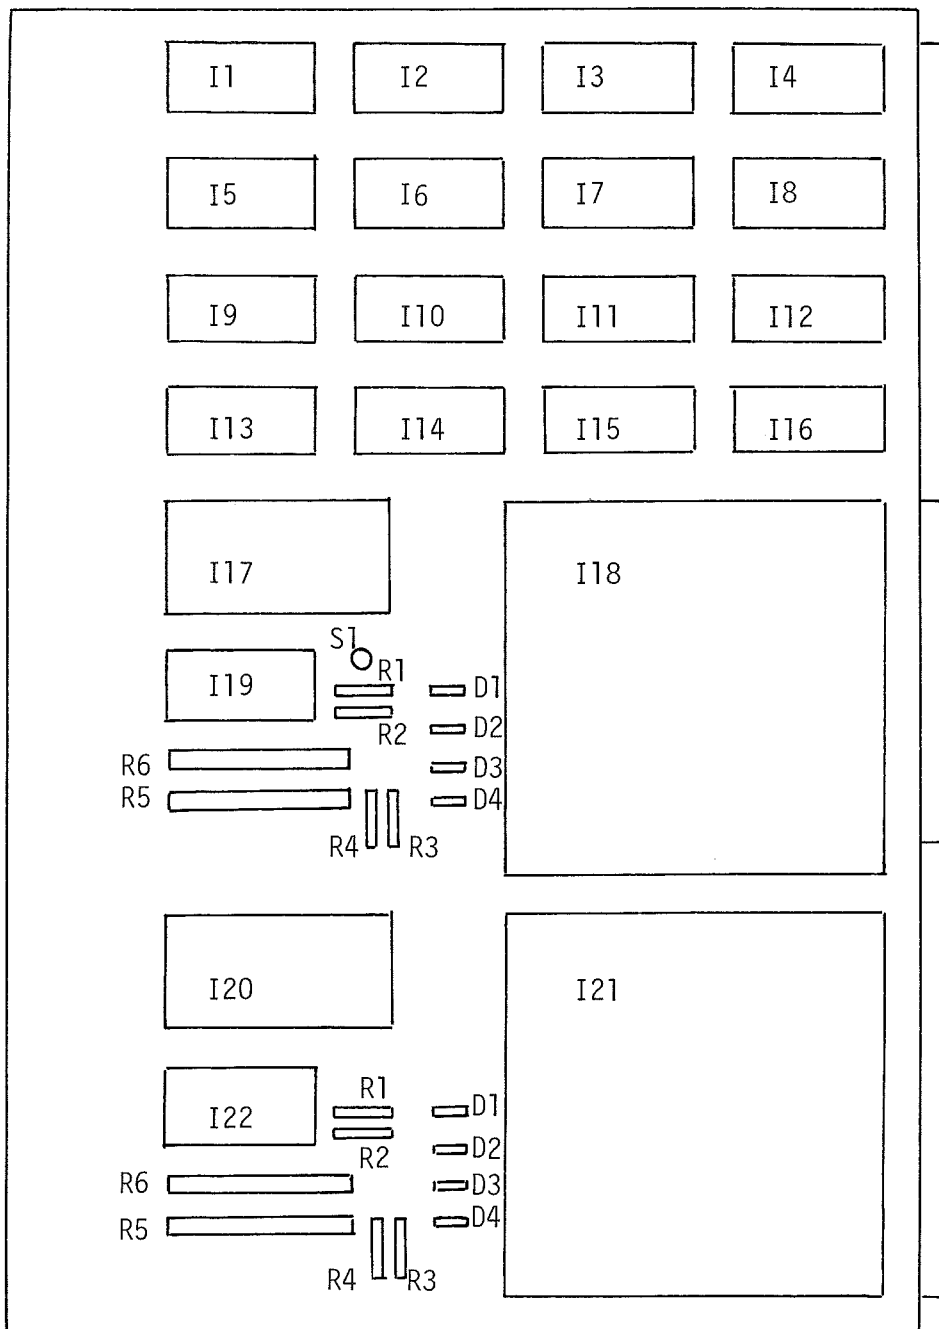 I1 I2 I3 I4
I5 I6 I7 I8
I9 I10 I11 I12
I13 I14 I15 I16
I17 I18
S1
I19 R1 D1
R2 D2
R6 D3
R5 D4
R4 R3
I20 I21
R1 D1
I22
R2 D2
R6 D3
R5 D4
R4 R3